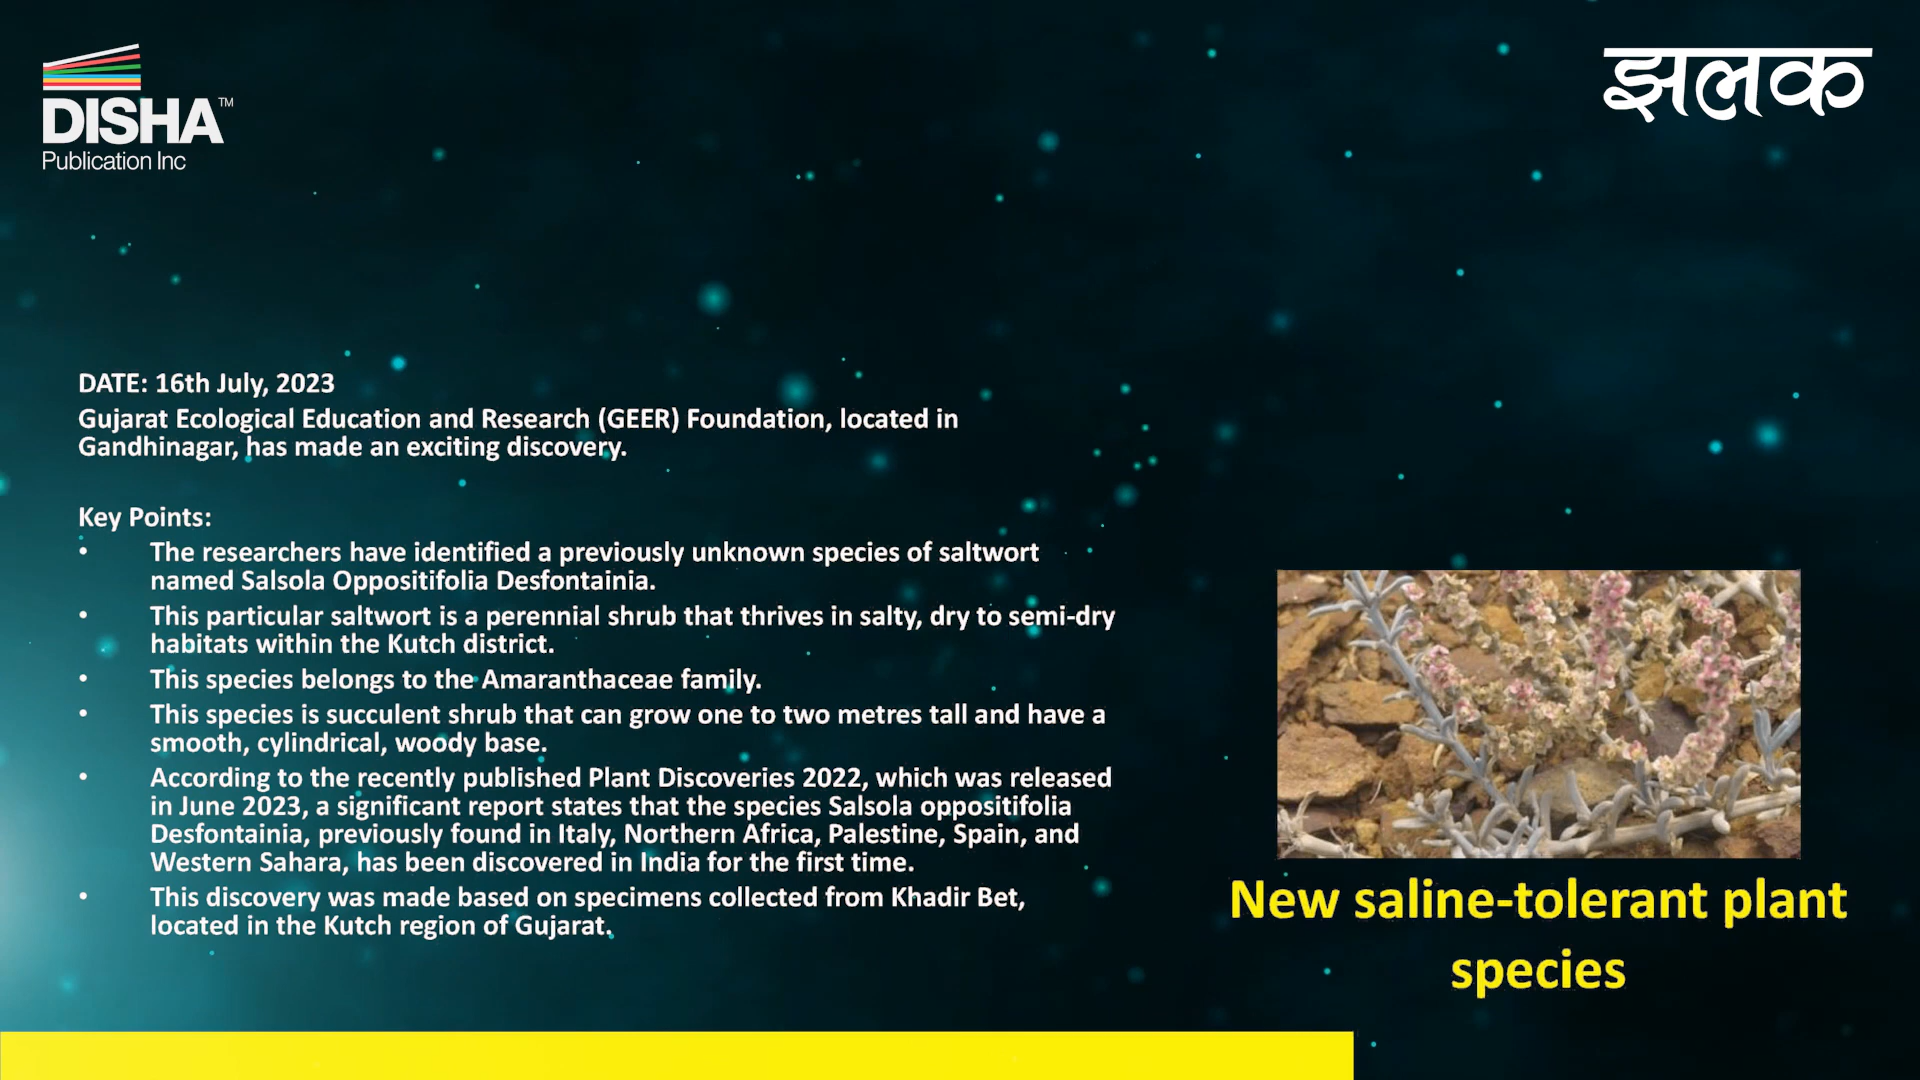 DISHA™
Publication Inc
झलक
DATE: 16th July, 2023
Gujarat Ecological Education and Research (GEER) Foundation, located in
Gandhinagar, has made an exciting discovery.
Key Points:
• The researchers have identified a previously unknown species of saltwort
named Salsola Oppositifolia Desfontainia.
• This particular saltwort is a perennial shrub that thrives in salty, dry to semi-dry
habitats within the Kutch district.
• This species belongs to the Amaranthaceae family.
• This species is succulent shrub that can grow one to two metres tall and have a
smooth, cylindrical, woody base.
• According to the recently published Plant Discoveries 2022, which was released
in June 2023, a significant report states that the species Salsola oppositifolia
Desfontainia, previously found in Italy, Northern Africa, Palestine, Spain, and
Western Sahara, has been discovered in India for the first time.
• This discovery was made based on specimens collected from Khadir Bet,
located in the Kutch region of Gujarat.
New saline-tolerant plant
species